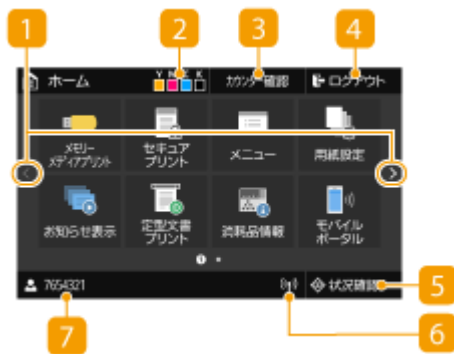 1
2
3
4
ホーム
Y M C K
カウンター確認
ログアウト
メモリー
メディアプリント
セキュア
プリント
メニュー
用紙設定
お知らせ表示
定型文書
プリント
消耗品情報
モバイル
ポータル
7654321
状況確認
5
6
7